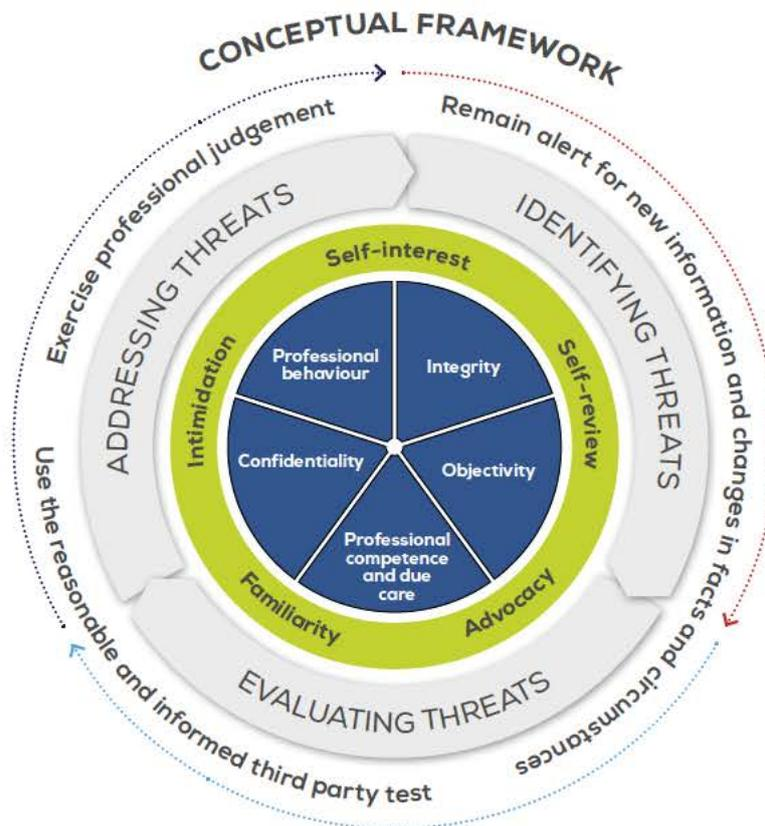 CONCEPTUAL FRAMEWORK
Exercise professional judgement
Remain alert for new information and changes in facts and circumstances
Use the reasonable and informed third party test
ADDRESSING THREATS
IDENTIFYING THREATS
EVALUATING THREATS
Self-interest
Self-review
Advocacy
Familiarity
Intimidation
Professional
behaviour
Integrity
Confidentiality
Objectivity
Professional
competence
and due
care